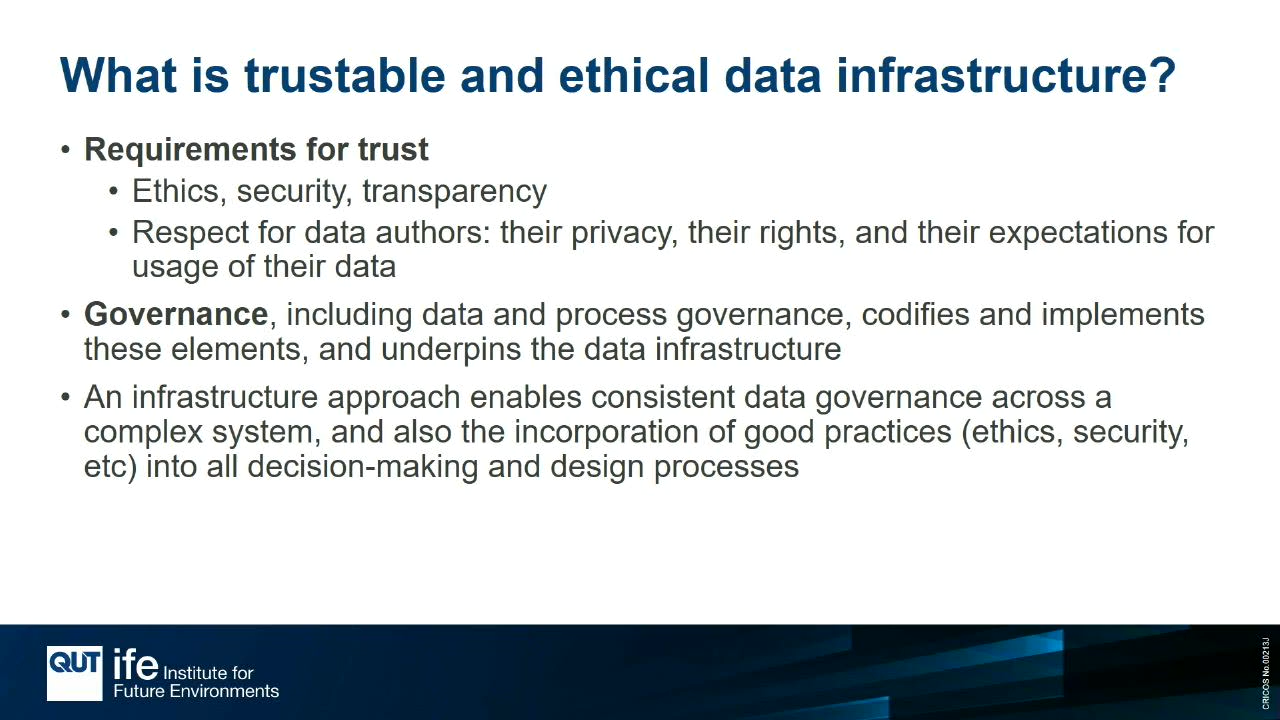 What is trustable and ethical data infrastructure?
• Requirements for trust
• Ethics, security, transparency
• Respect for data authors: their privacy, their rights, and their expectations for
usage of their data
• Governance, including data and process governance, codifies and implements
these elements, and underpins the data infrastructure
• An infrastructure approach enables consistent data governance across a
complex system, and also the incorporation of good practices (ethics, security,
etc) into all decision-making and design processes
QUT
ife Institute for
Future Environments
CRICOS No.00213J